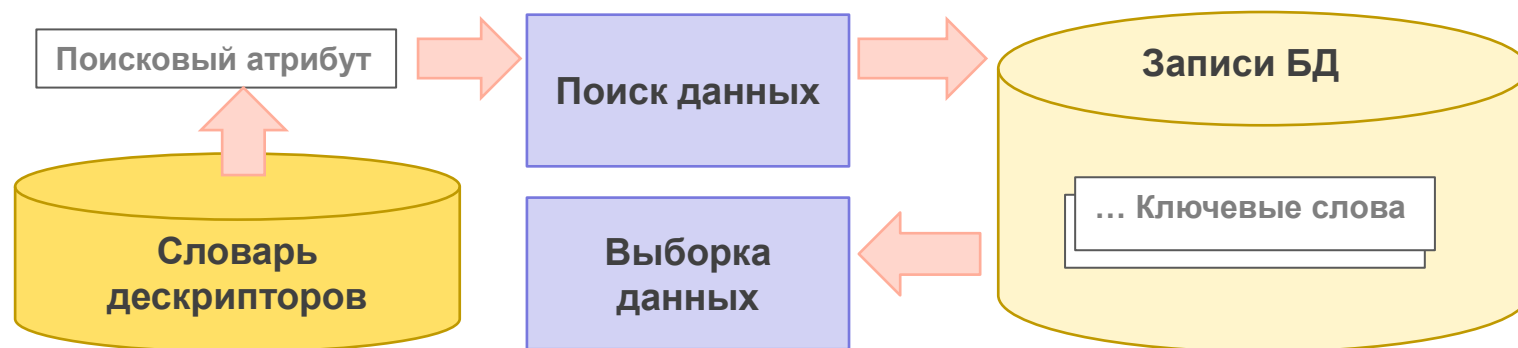 Поисковый атрибут
Поиск данных
Записи БД
… Ключевые слова
Словарь
дескрипторов
Выборка
данных